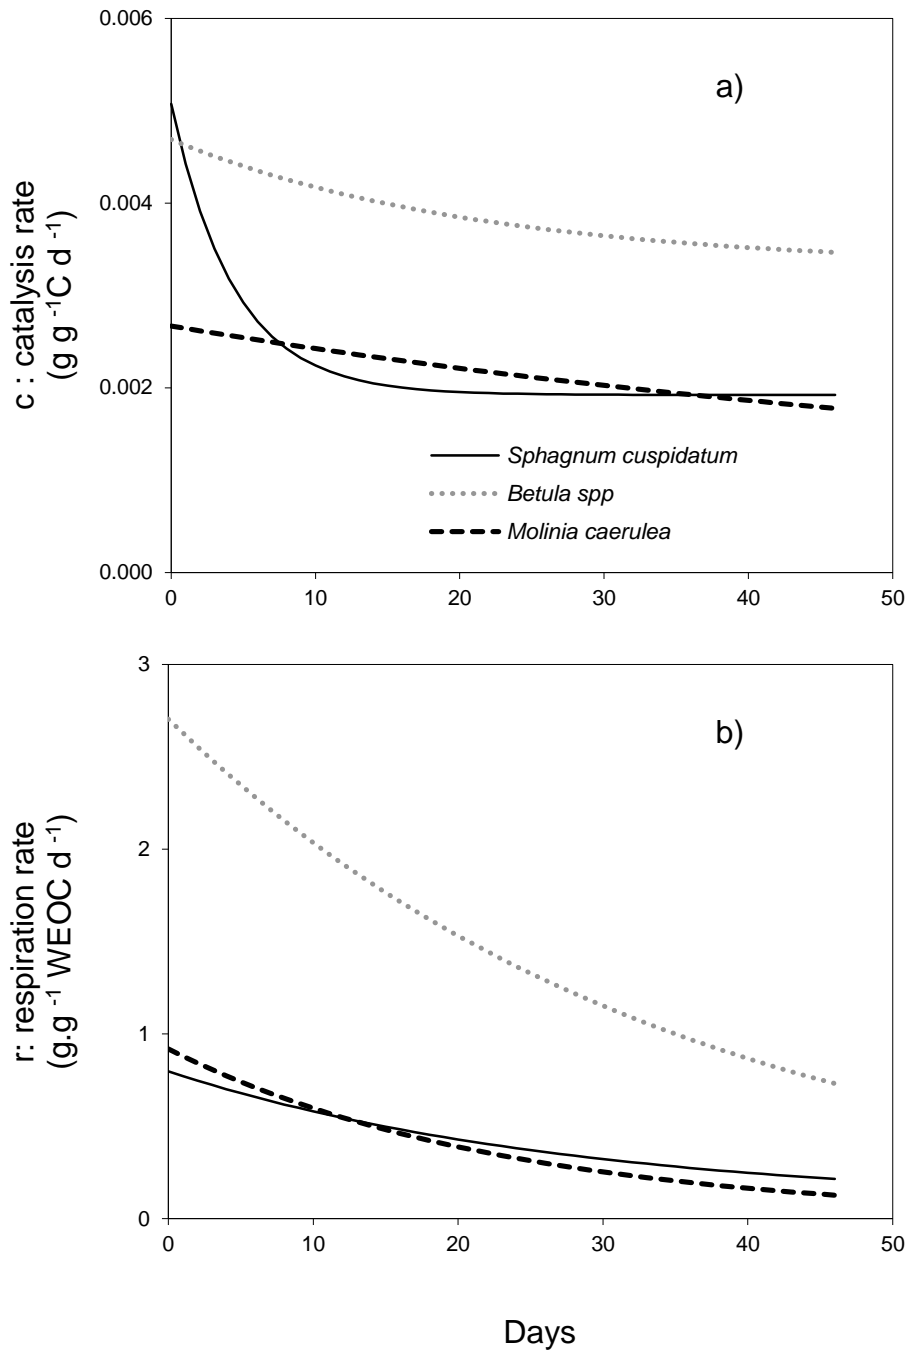 0.006
a)
0.004
c : catalysis rate
(g g -1C d -1)
0.002
Sphagnum cuspidatum
Betula spp
Molinia caerulea
0.000
0 10 20 30 40 50
3
b)
2
r: respiration rate
(g.g -1 WEOC d -1)
1
0
0 10 20 30 40 50
Days